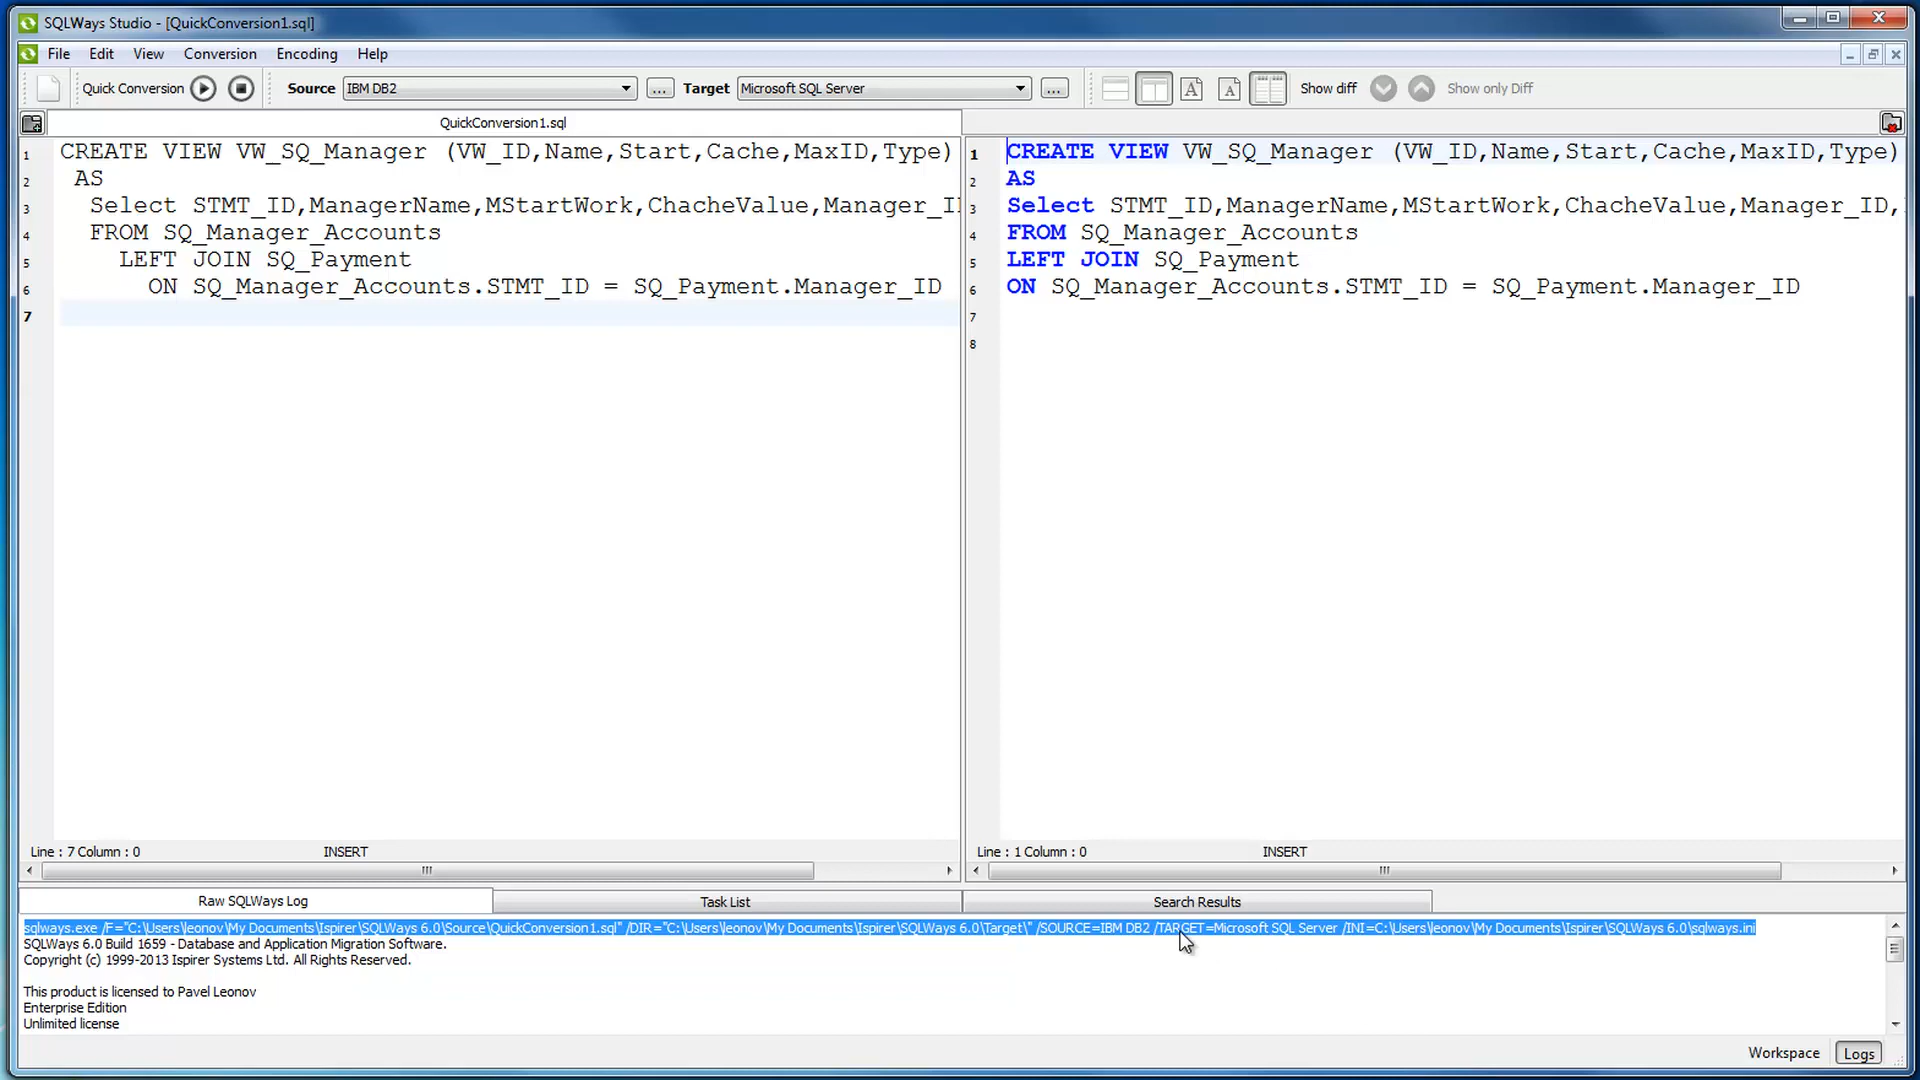 SQLWays Studio - [QuickConversion1.sql]
File Edit View Conversion Encoding Help
Quick Conversion Source IBM DB2 ... Target Microsoft SQL Server ... A A Show diff Show only Diff
QuickConversion1.sql
1 CREATE VIEW VW_SQ_Manager (VW_ID,Name,Start,Cache,MaxID,Type)
2 AS
3 Select STMT_ID,ManagerName,MStartWork,ChacheValue,Manager_I
4 FROM SQ_Manager_Accounts
5 LEFT JOIN SQ_Payment
6 ON SQ_Manager_Accounts.STMT_ID = SQ_Payment.Manager_ID
7
1 CREATE VIEW VW_SQ_Manager (VW_ID,Name,Start,Cache,MaxID,Type)
2 AS
3 Select STMT_ID,ManagerName,MStartWork,ChacheValue,Manager_ID,
4 FROM SQ_Manager_Accounts
5 LEFT JOIN SQ_Payment
6 ON SQ_Manager_Accounts.STMT_ID = SQ_Payment.Manager_ID
7
8
Line : 7 Column : 0 INSERT
Line : 1 Column : 0 INSERT
Raw SQLWays Log Task List Search Results
sqlways.exe /F="C:\Users\leonov\My Documents\Ispirer\SQLWays 6.0\Source\QuickConversion1.sql" /DIR="C:\Users\leonov\My Documents\Ispirer\SQLWays 6.0\Target\" /SOURCE=IBM DB2 /TARGET=Microsoft SQL Server /INI=C:\Users\leonov\My Documents\Ispirer\SQLWays 6.0\sqlways.ini
SQLWays 6.0 Build 1659 - Database and Application Migration Software.
Copyright (c) 1999-2013 Ispirer Systems Ltd. All Rights Reserved.
This product is licensed to Pavel Leonov
Enterprise Edition
Unlimited license
Workspace Logs